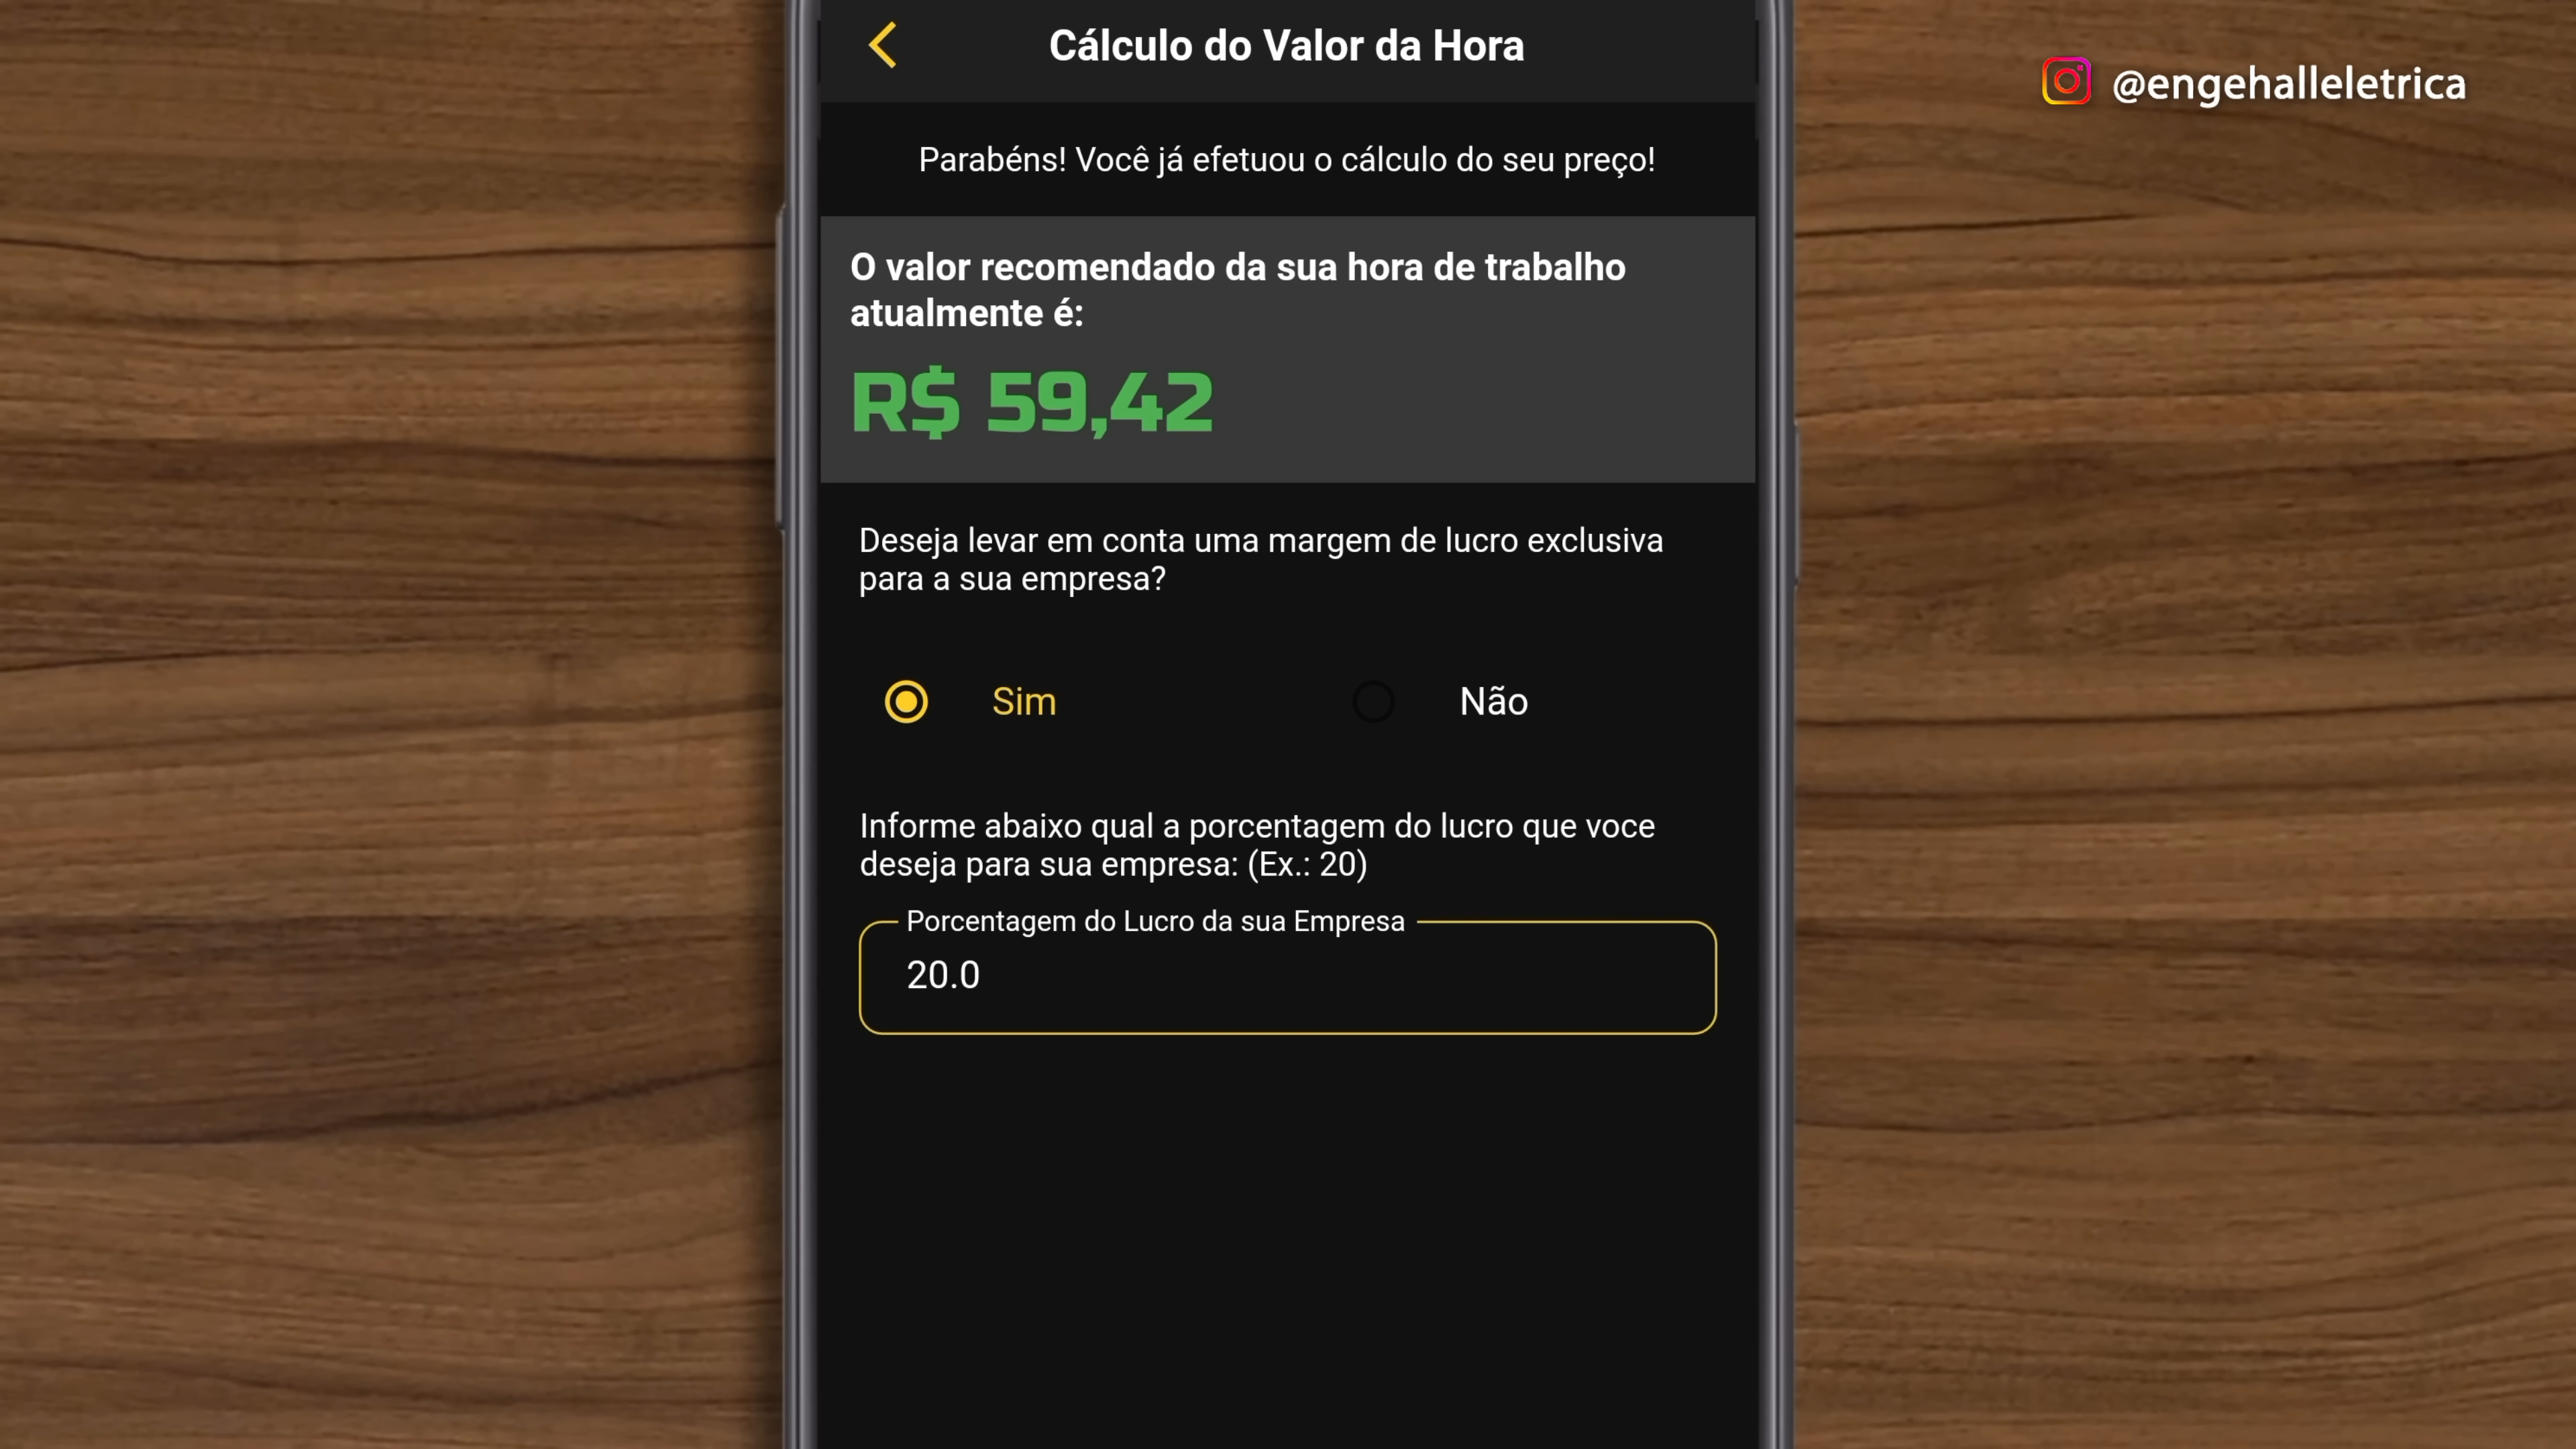 Cálculo do Valor da Hora
@engehalleletrica
Parabéns! Você já efetuou o cálculo do seu preço!
O valor recomendado da sua hora de trabalho
atualmente é:
R$ 59,42
Deseja levar em conta uma margem de lucro exclusiva
para a sua empresa?
Sim Não
Informe abaixo qual a porcentagem do lucro que voce
deseja para sua empresa: (Ex.: 20)
Porcentagem do Lucro da sua Empresa
20.0